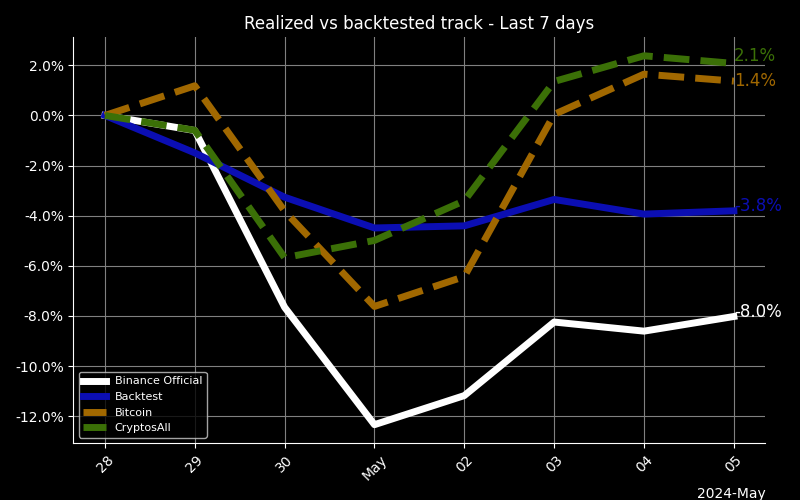 Realized vs backtested track - Last 7 days
2.0%
0.0%
-2.0%
-4.0%
-6.0%
-8.0%
-10.0%
-12.0%
2.1%
1.4%
-3.8%
-8.0%
Binance Official
Backtest
Bitcoin
CryptosAll
28
29
30
May
02
03
04
05
2024-May